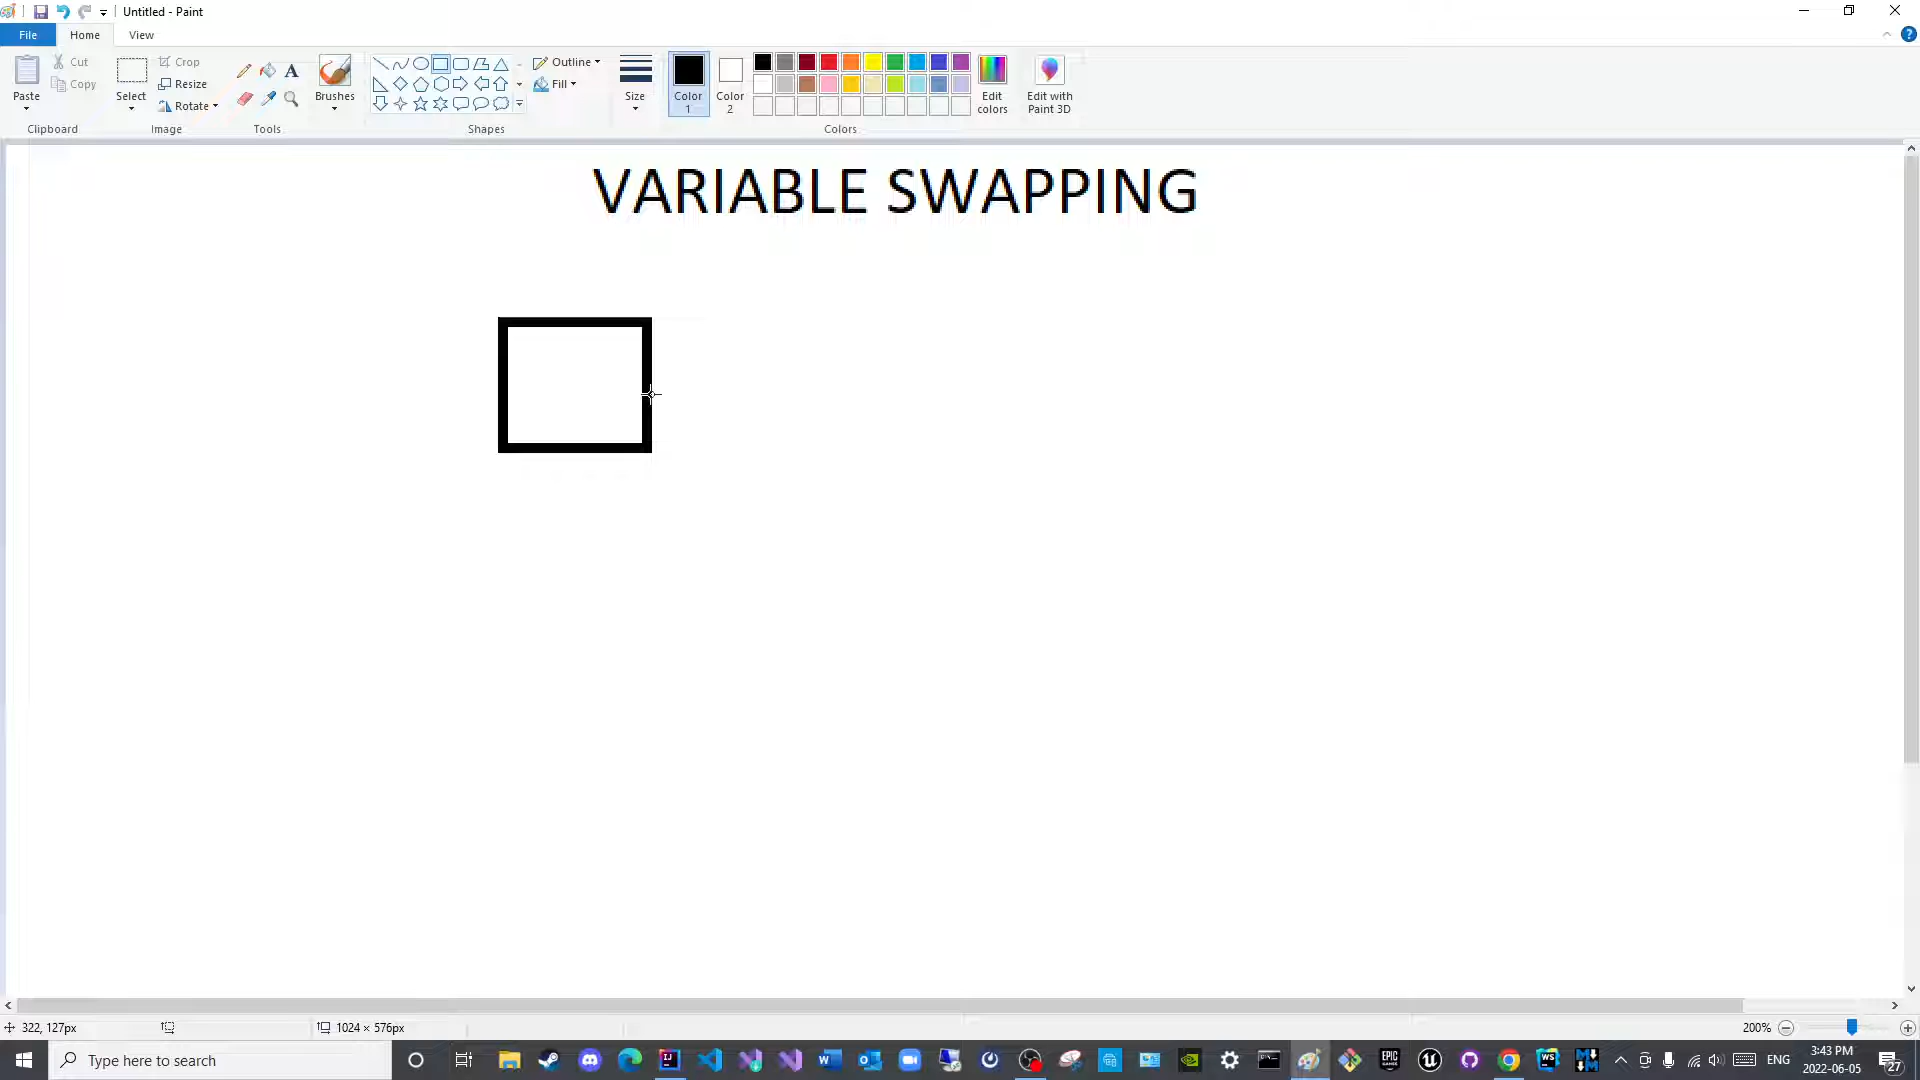 Untitled - Paint
File
Home
View
Paste
Cut
Copy
Clipboard
Select
Crop
Resize
Rotate
Image
Tools
Brushes
Shapes
Outline
Fill
Size
Color
1
Color
2
Edit
colors
Colors
Edit with
Paint 3D
VARIABLE SWAPPING
322, 127px
1024 × 576px
200%
Type here to search
ENG
3:43 PM
2022-06-05
27